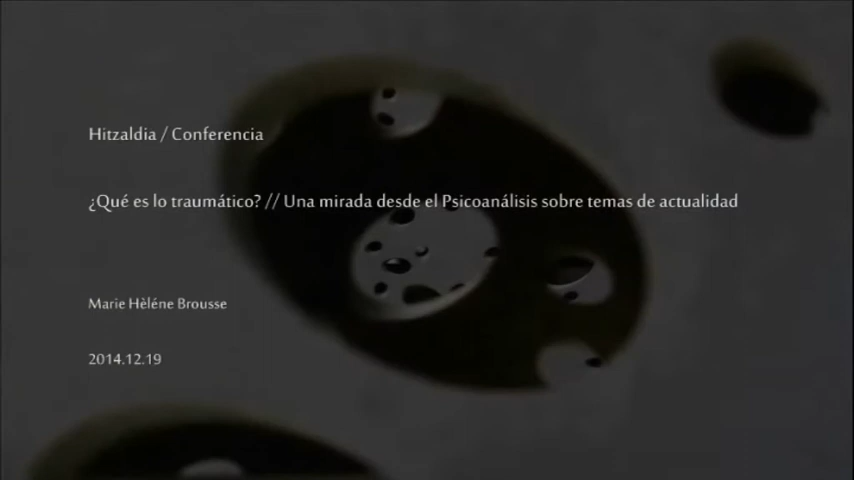 Hitzaldia / Conferencia
¿Qué es lo traumático? // Una mirada desde el Psicoanálisis sobre temas de actualidad
Marie Hèléne Brousse
2014.12.19